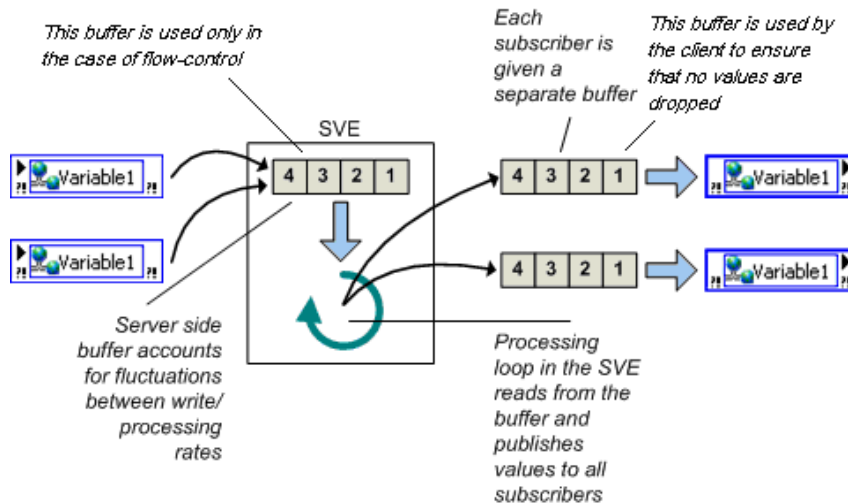 This buffer is used only in
the case of flow-control
Each
subscriber is
given a
separate buffer
This buffer is used by
the client to ensure
that no values are
dropped
SVE
?! Variable1 ?!
4 3 2 1
4 3 2 1
?! Variable1 ?!
?! Variable1 ?!
4 3 2 1
?! Variable1 ?!
Server side
buffer accounts
for fluctuations
between write/
processing
rates
Processing
loop in the SVE
reads from the
buffer and
publishes
values to all
subscribers